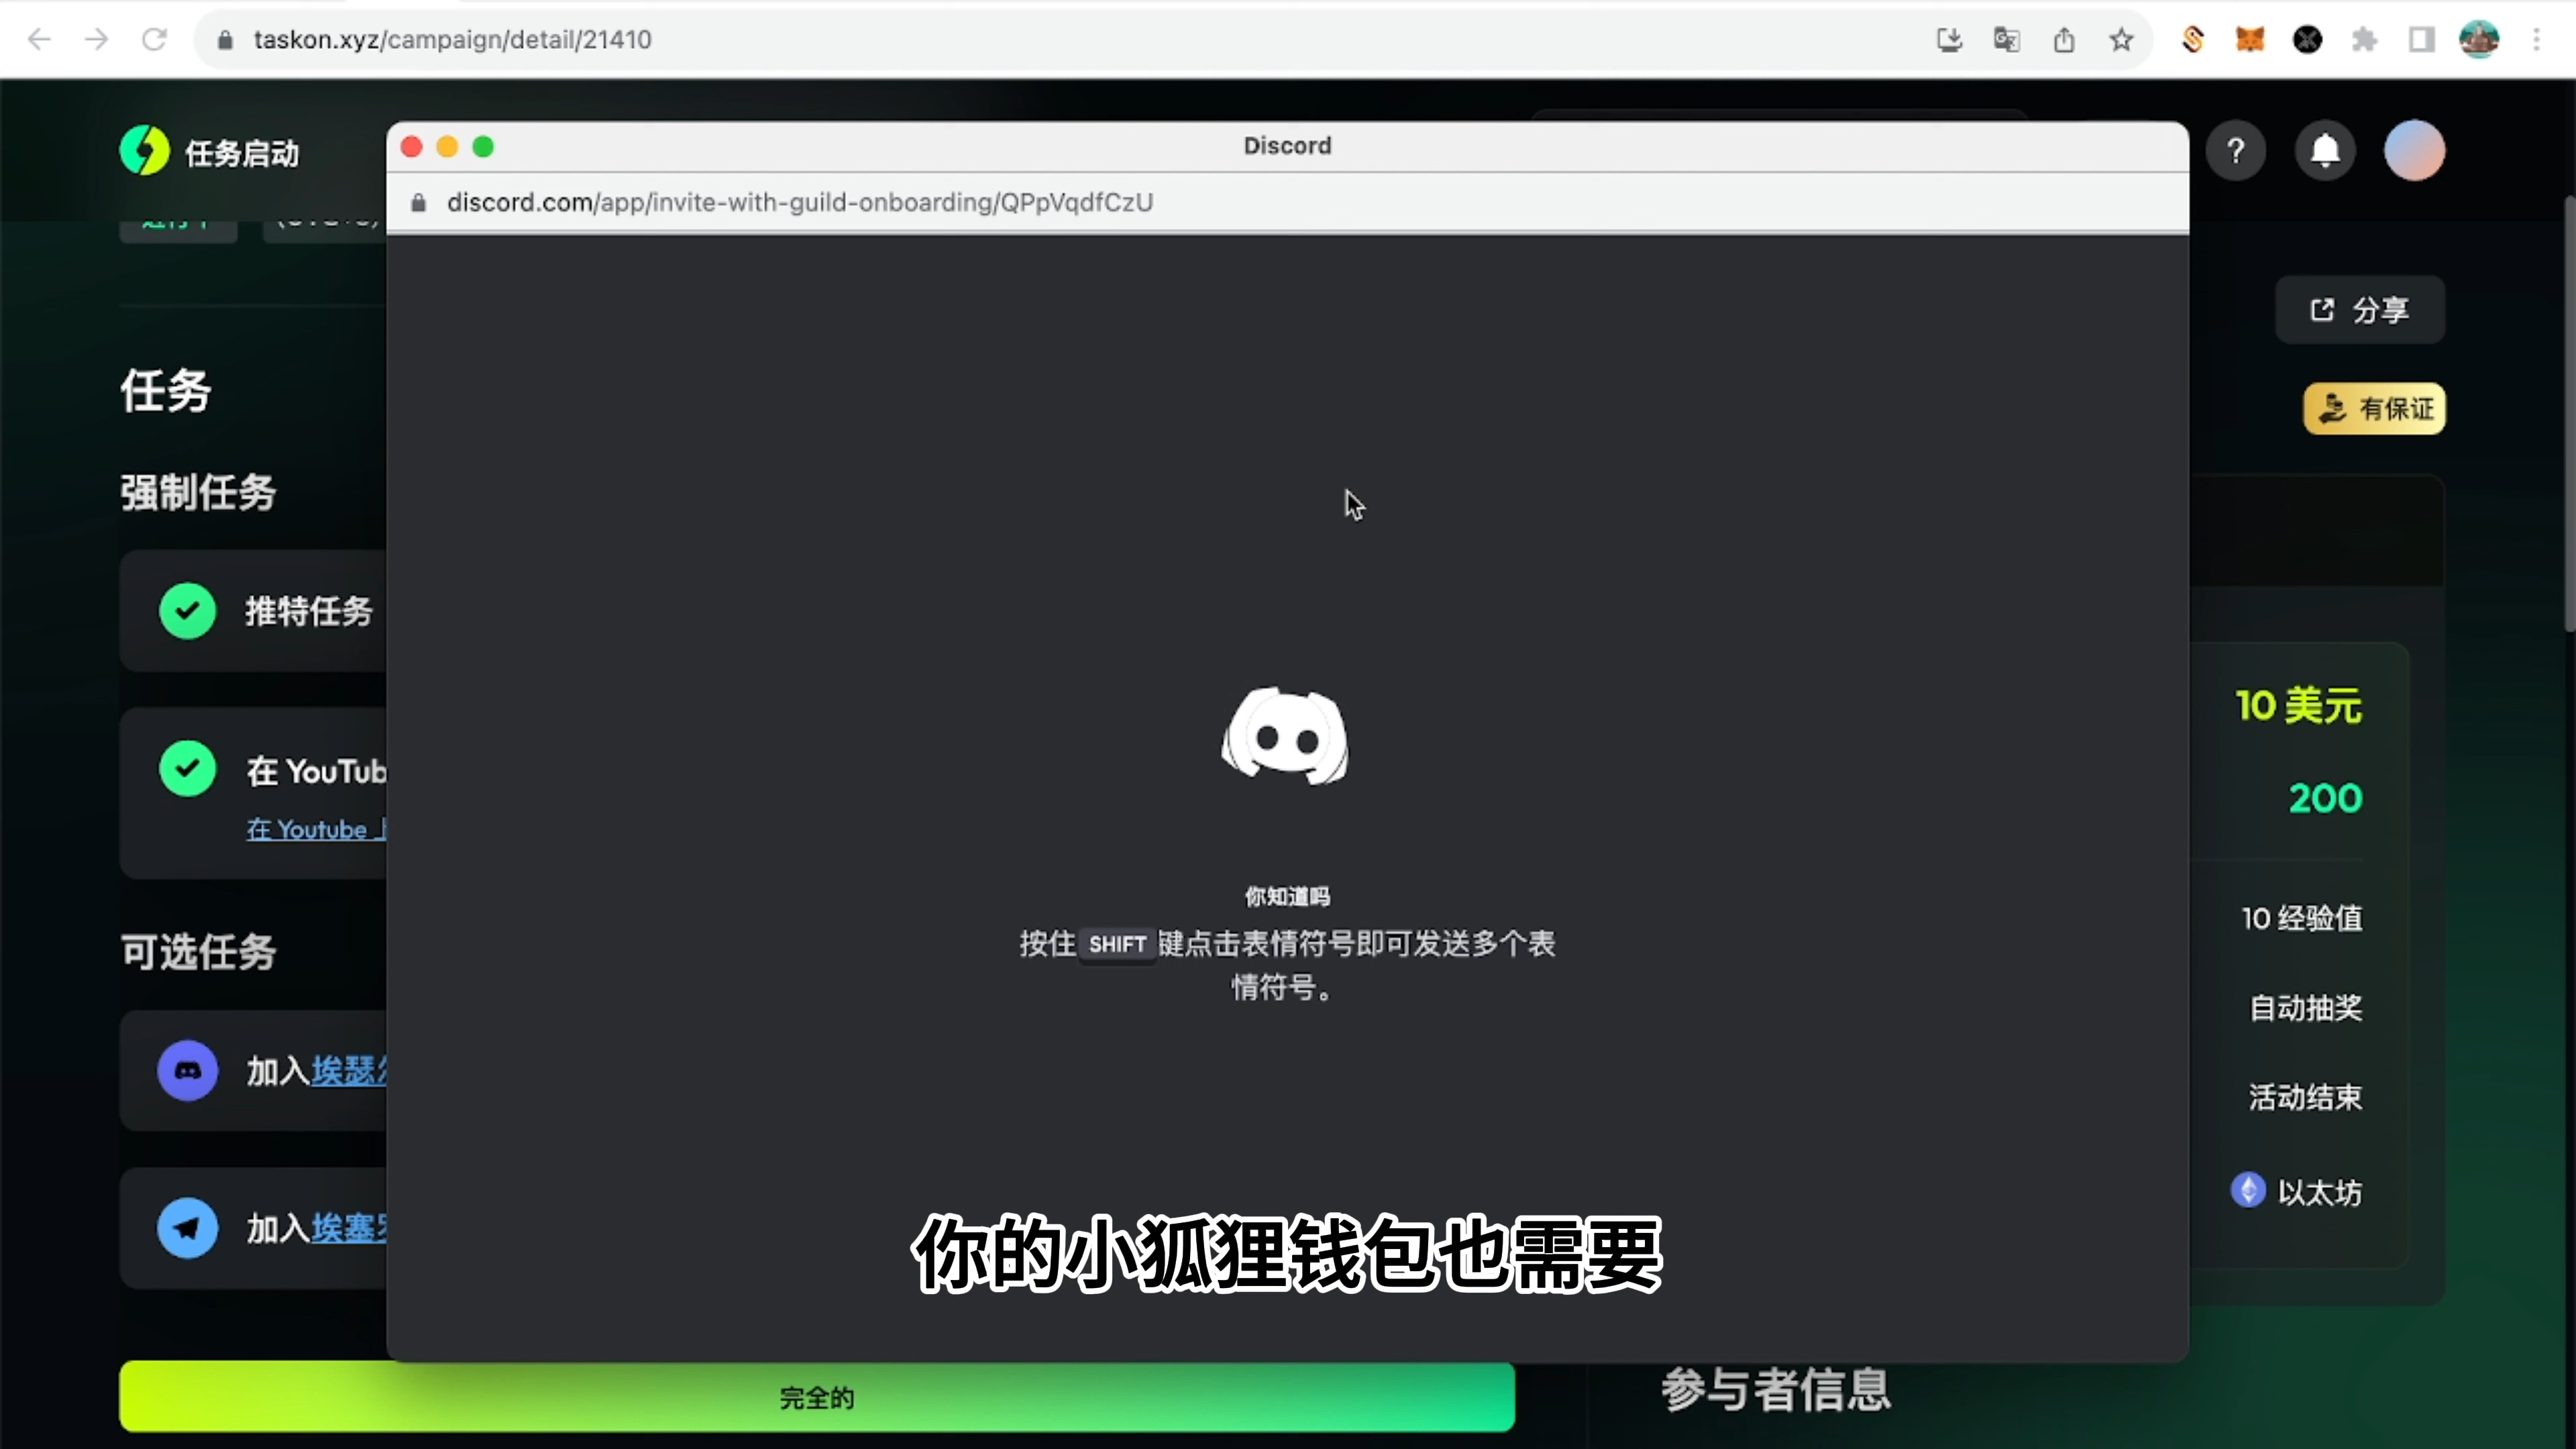 taskon.xyz/campaign/detail/21410
任务启动
Discord
discord.com/app/invite-with-guild-onboarding/QPpVqdfCzU
分享
任务
有保证
强制任务
推特任务
10 美元
在 YouTub
200
在 Youtube 上
10 经验值
你知道吗
可选任务
按住 SHIFT 键点击表情符号即可发送多个表
情符号。
自动抽奖
加入埃瑟尔
活动结束
以太坊
加入埃塞罗
你的小狐狸钱包也需要
完全的
参与者信息